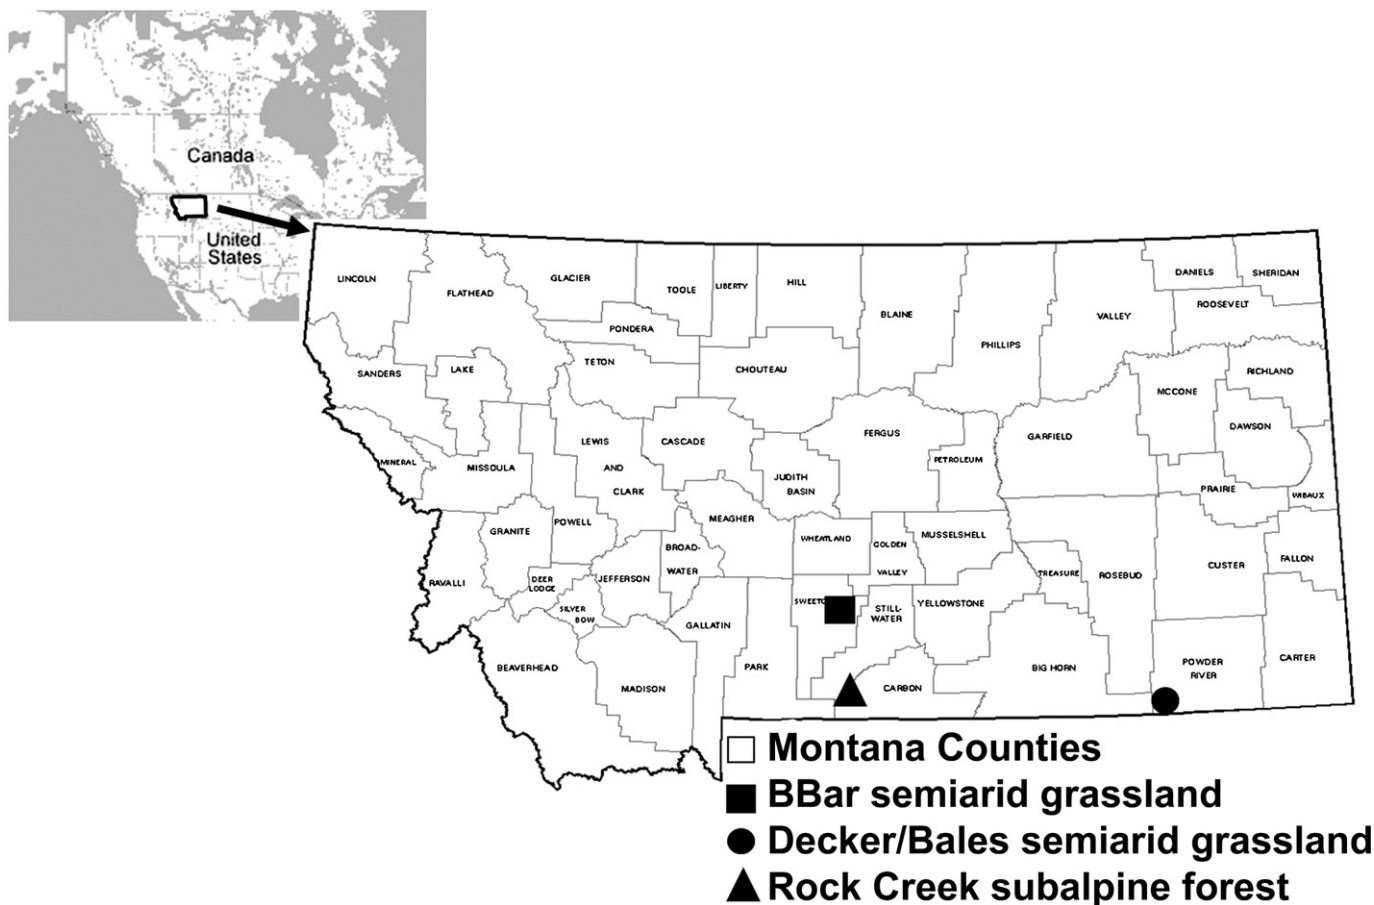 Canada
United
States
LINCOLN
FLATHEAD
GLACIER
TOOLE
LIBERTY
HILL
BLAINE
PHILLIPS
VALLEY
DANIELS
SHERIDAN
ROOSEVELT
SANDERS
LAKE
PONDERA
TETON
CHOUTEAU
MCCONE
RICHLAND
DAWSON
MINERAL
MISSOULA
LEWIS
AND
CLARK
CASCADE
JUDITH
BASIN
FERGUS
PETROLEUM
GARFIELD
PRAIRIE
WIBAUX
GRANITE
POWELL
MEAGHER
BROAD-
WATER
WHEATLAND
GOLDEN
VALLEY
MUSSELSHELL
TREASURE
ROSEBUD
CUSTER
FALLON
RAVALLI
DEER
LODGE
SILVER
BOW
JEFFERSON
GALLATIN
PARK
STILL-
WATER
YELLOWSTONE
BEAVERHEAD
MADISON
CARBON
BIG HORN
POWDER
RIVER
CARTER
Montana Counties
BBar semiarid grassland
Decker/Bales semiarid grassland
Rock Creek subalpine forest